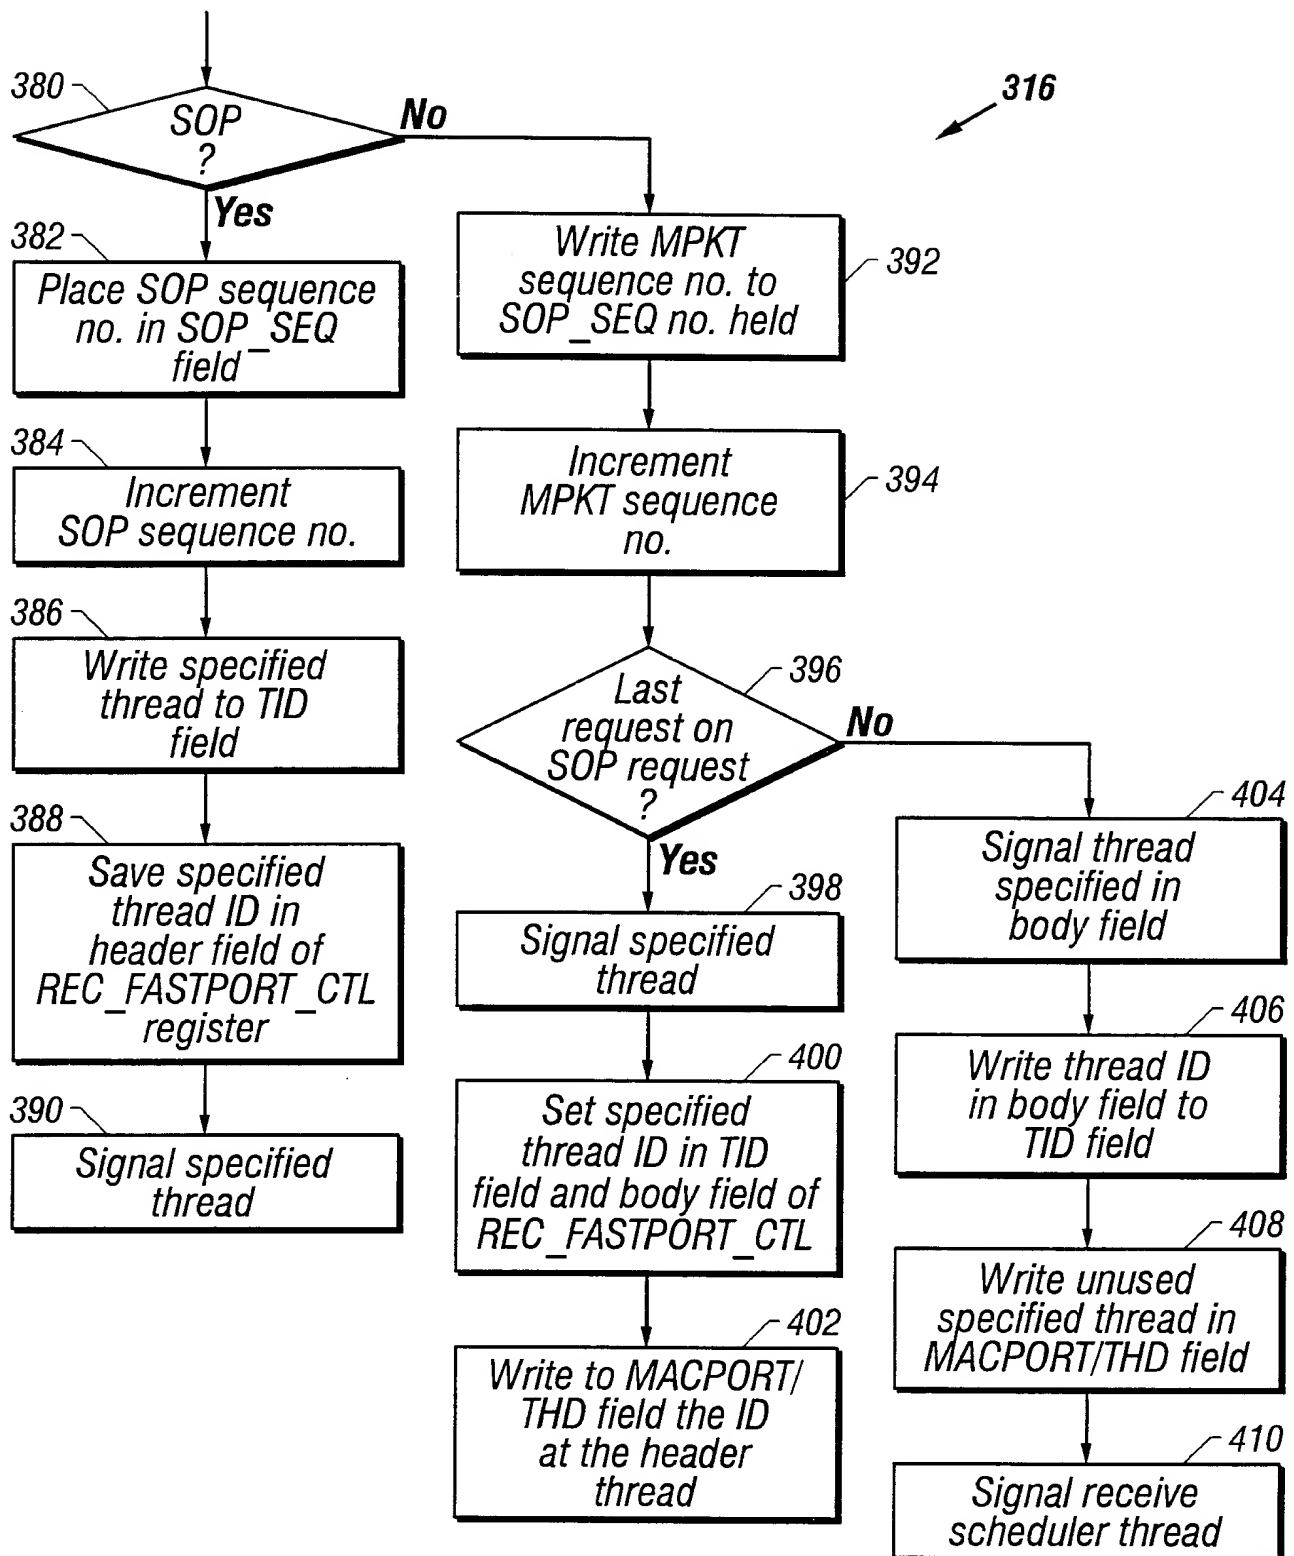 380
SOP
?
No
316
Yes
382
Place SOP sequence
no. in SOP_SEQ
field
384
Increment
SOP sequence no.
386
Write specified
thread to TID
field
388
Save specified
thread ID in
header field of
REC_FASTPORT_CTL
register
390
Signal specified
thread
Write MPKT
sequence no. to
SOP_SEQ no. held
392
Increment
MPKT sequence
no.
394
Last
request on
SOP request
?
396
No
Yes
398
Signal specified
thread
400
Set specified
thread ID in TID
field and body field of
REC_FASTPORT_CTL
402
Write to MACPORT/
THD field the ID
at the header
thread
404
Signal thread
specified in
body field
406
Write thread ID
in body field to
TID field
408
Write unused
specified thread in
MACPORT/THD field
410
Signal receive
scheduler thread